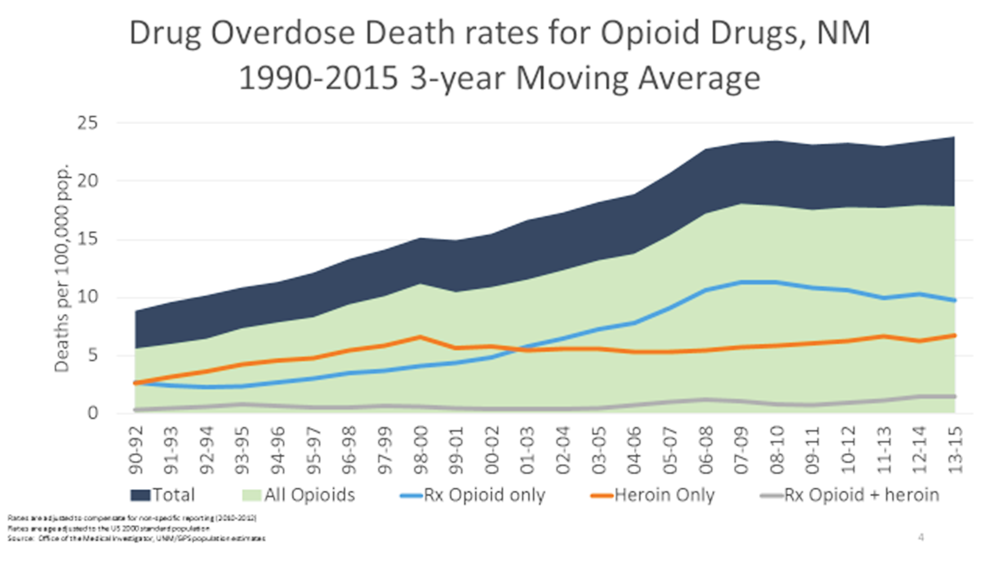 Drug Overdose Death rates for Opioid Drugs, NM
1990-2015 3-year Moving Average
Deaths per 100,000 pop.
25
20
15
10
5
0
90-92
91-93
92-94
93-95
94-96
95-97
96-98
97-99
98-00
99-01
00-02
01-03
02-04
03-05
04-06
05-07
06-08
07-09
08-10
09-11
10-12
11-13
12-14
13-15
Total
All Opioids
Rx Opioid only
Heroin Only
Rx Opioid + heroin
Rates are adjusted to compensate for non-specific reporting (2010-2012)
Rates are age adjusted to the US 2000 standard population
Source: Office of the Medical Investigator, UNM/GPS population estimates
4